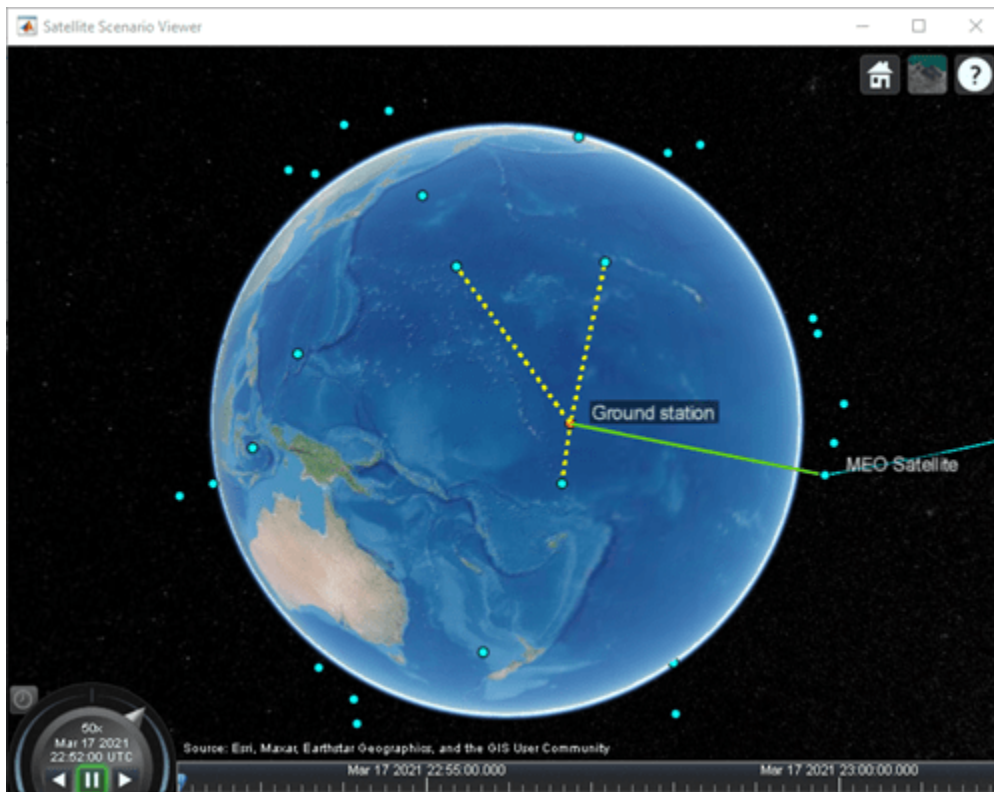 Satellite Scenario Viewer
?
Ground station
MEO Satellite
50x
Mar 17 2021
22:52:00 UTC
Source: Esri, Maxar, Earthstar Geographics, and the GIS User Community
Mar 17 2021 22:55:00.000
Mar 17 2021 23:00:00.000